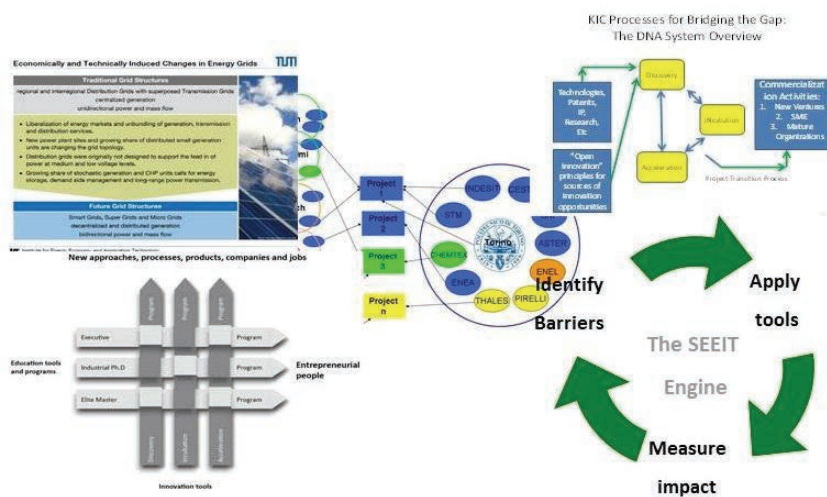 KIC Processes for Bridging the Gap:
The DNA System Overview
Economically and Technically Induced Changes in Energy Grids
TUM
Traditional Grid Structures
regional and interregional Distribution Grids with superposed Transmission Grids
centralized generation
unidirectional power and mass flow
Liberalization of energy markets and unbundling of generation, transmission
and distribution services.
New power plant sites and growing share of distributed small generation
units are changing the grid topology.
Distribution grids were originally not designed to support the feed in of
power at medium and low voltage levels.
Growing share of stochastic generation and CHP units calls for energy
storage, demand side management and long-range power transmission.
Future Grid Structures
Smart Grids, Super Grids and Micro Grids
decentralized and distributed generation
bidirectional power and mass flow
Technologies,
Patents,
IP,
Research,
Etc
"Open
Innovation"
principles for
sources of
innovation
opportunities
Discovery
INcubation
Acceleration
Commercializat
ion Activities:
1. New Ventures
2. SME
3. Mature
Organizations
Project Transition Process
Project
1
Project
2
Project
3
Project
n
INDESIT
STM
Torino
ASTER
CHEMTEX
ENEL
ENEA
THALES
PIRELLI
New approaches, processes, products, companies and jobs
Program
Program
Program
Executive
Program
Education tools
and programs
Industrial Ph.D
Program
Entrepreneurial
people
Elite Master
Program
Discovery
Incubation
Acceleration
Innovation tools
Identify
Barriers
Apply
tools
The SEEIT
Engine
Measure
impact